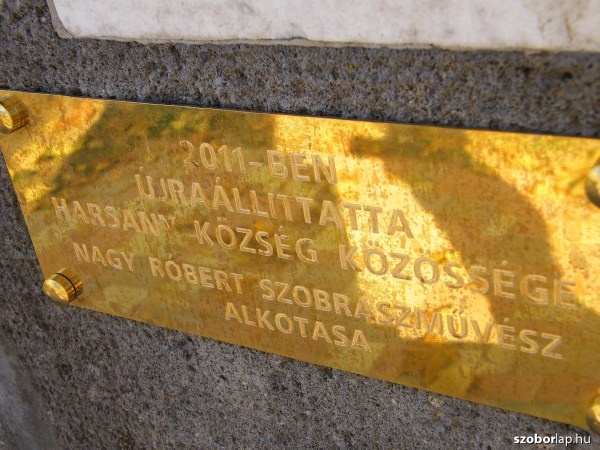 2011-BEN
ÚJRAÁLLÍTTATTA
HARSÁNY KÖZSÉG KÖZÖSSÉGE
NAGY RÓBERT SZOBRÁSZMŰVÉSZ
ALKOTÁSA
szoborlap.hu